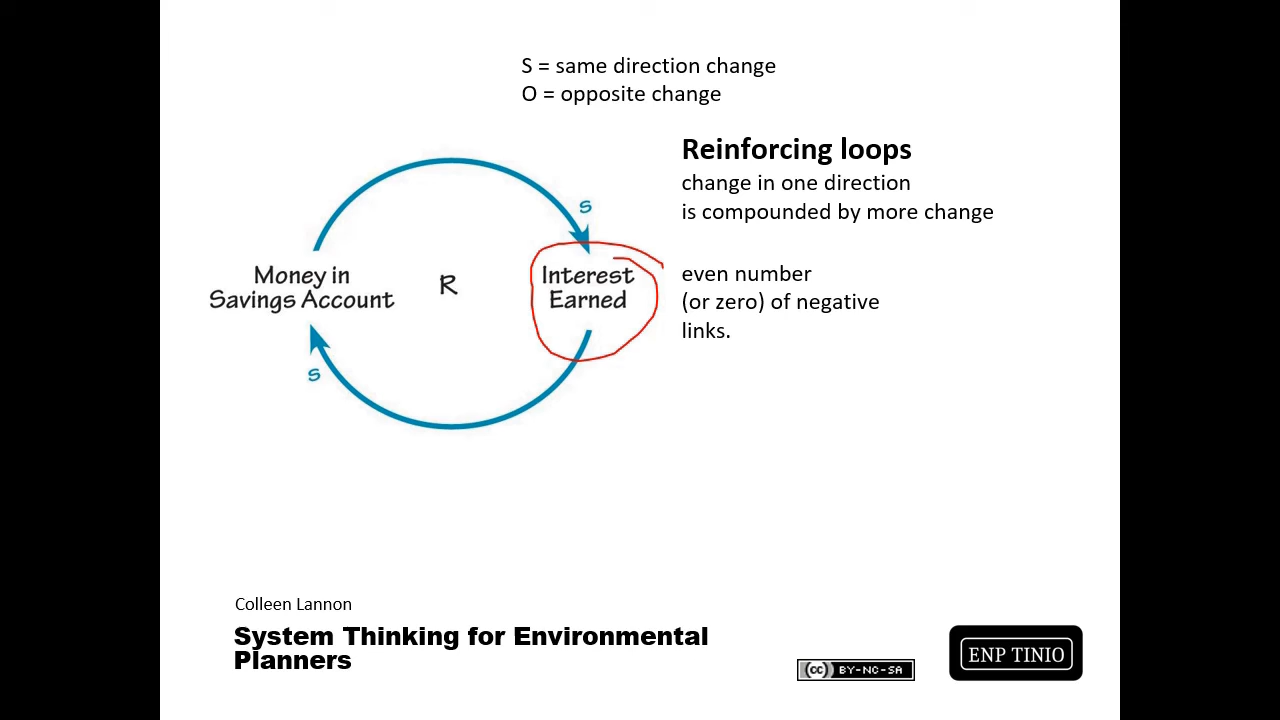 S = same direction change
O = opposite change
Reinforcing loops
change in one direction
is compounded by more change
S
Money in
Savings Account
R
Interest
Earned
even number
(or zero) of negative
links.
S
Colleen Lannon
System Thinking for Environmental
Planners
cc BY-NC-SA
ENP TINIO